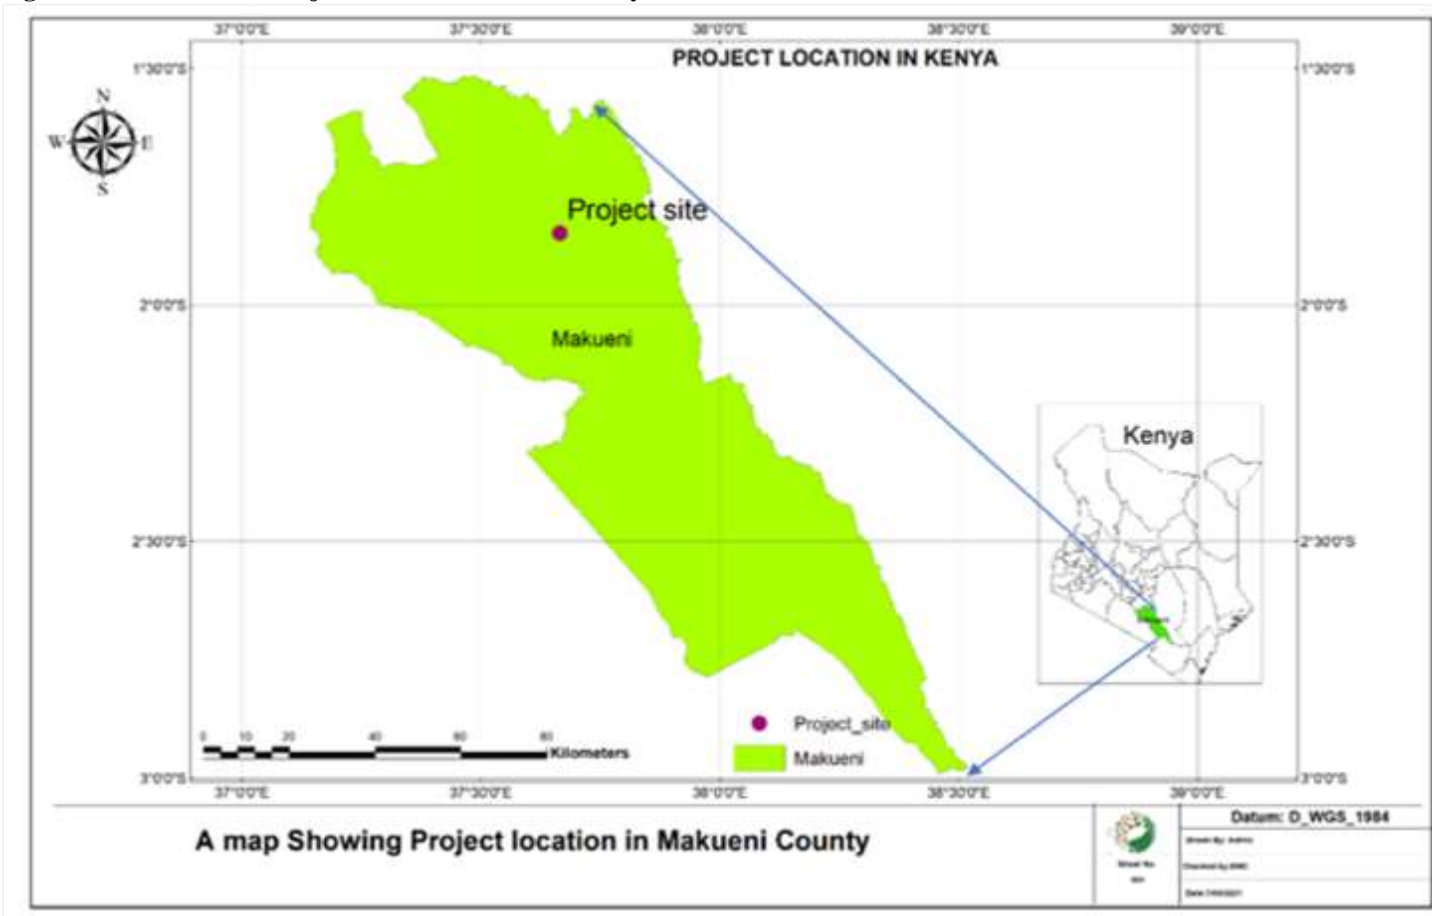 37°0'0"E 37°30'0"E 38°0'0"E 38°30'0"E 39°0'0"E
PROJECT LOCATION IN KENYA
1°30'0"S 1°30'0"S
N
W E
S
Project site
2°0'0"S 2°0'0"S
Makueni
Kenya
2°30'0"S 2°30'0"S
Project_site
0 10 20 40 60 80
Kilometers
Makueni
3°0'0"S 3°0'0"S
37°0'0"E 37°30'0"E 38°0'0"E 38°30'0"E 39°0'0"E
A map Showing Project location in Makueni County
Datum: D_WGS_1984
Sheet No